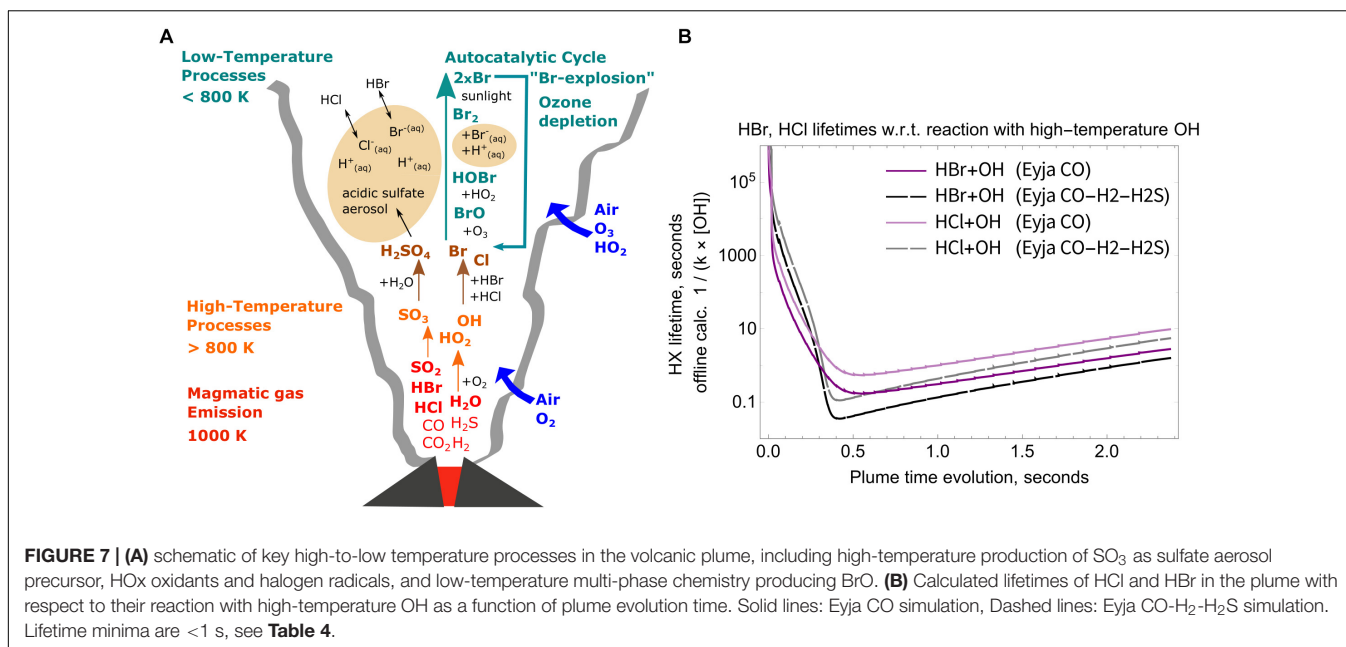 A
Low-Temperature
Processes
< 800 K
HCl
HBr
Br⁻(aq)
Cl⁻(aq)
H⁺(aq)
H⁺(aq)
acidic sulfate
aerosol
Autocatalytic Cycle
2xBr "Br-explosion"
sunlight
Ozone
depletion
Br₂
+Br⁻(aq)
+H⁺(aq)
HOBr
+HO₂
BrO
+O₃
Air
O₃
HO₂
H₂SO₄
Br
Cl
+H₂O
+HBr
+HCl
High-Temperature
Processes
> 800 K
SO₃
OH
HO₂
SO₂
+O₂
HBr
HCl
H₂O
CO
H₂S
CO₂H₂
Air
O₂
Magmatic gas
Emission
1000 K
B
HBr, HCl lifetimes w.r.t. reaction with high–temperature OH
HX lifetime, seconds
offline calc. 1 / (k × [OH])
10⁵
1000
10
0.1
HBr+OH (Eyja CO)
HBr+OH (Eyja CO–H2–H2S)
HCl+OH (Eyja CO)
HCl+OH (Eyja CO–H2–H2S)
0.0 0.5 1.0 1.5 2.0
Plume time evolution, seconds
FIGURE 7 | (A) schematic of key high-to-low temperature processes in the volcanic plume, including high-temperature production of SO₃ as sulfate aerosol
precursor, HOx oxidants and halogen radicals, and low-temperature multi-phase chemistry producing BrO. (B) Calculated lifetimes of HCl and HBr in the plume with
respect to their reaction with high-temperature OH as a function of plume evolution time. Solid lines: Eyja CO simulation, Dashed lines: Eyja CO-H₂-H₂S simulation.
Lifetime minima are <1 s, see Table 4.